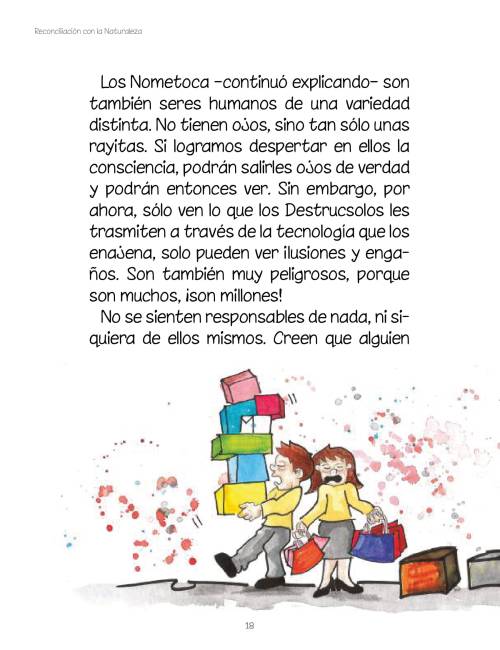 Reconciliación con la Naturaleza
Los Nometoca –continuó explicando– son
también seres humanos de una variedad
distinta. No tienen ojos, sino tan sólo unas
rayitas. Si logramos despertar en ellos la
consciencia, podrán salirles ojos de verdad
y podrán entonces ver. Sin embargo, por
ahora, sólo ven lo que los Destrucsolos les
trasmiten a través de la tecnología que los
enajena, solo pueden ver ilusiones y enga-
ños. Son también muy peligrosos, porque
son muchos, ¡son millones!
No se sienten responsables de nada, ni si-
quiera de ellos mismos. Creen que alguien
18